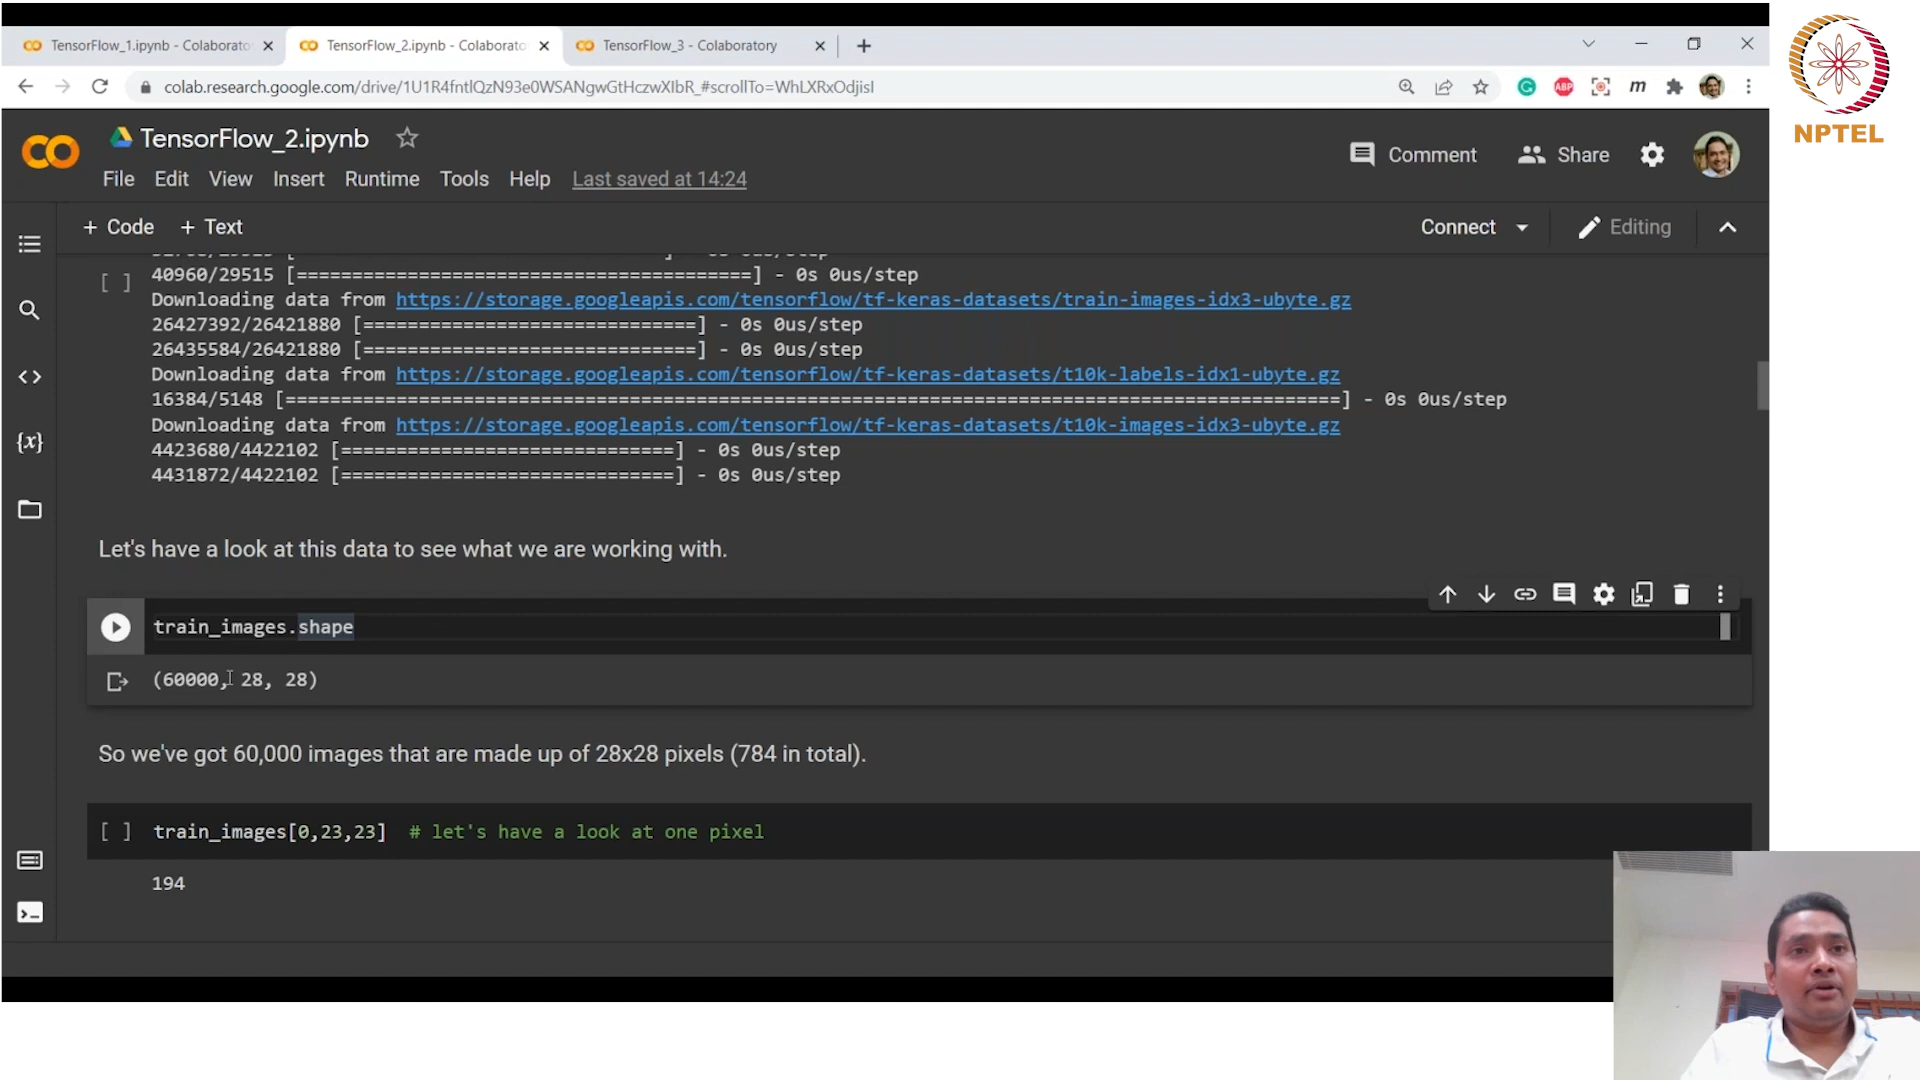 TensorFlow_1.ipynb - Colaborato
TensorFlow_2.ipynb - Colaborato
TensorFlow_3 - Colaboratory
colab.research.google.com/drive/1U1R4fntlQzN93e0WSANgwGtHczwXIbR_#scrollTo=WhLXRxOdjisI
ABP
m
NPTEL
TensorFlow_2.ipynb
Comment
Share
File Edit View Insert Runtime Tools Help Last saved at 14:24
+ Code + Text
Connect
Editing
[ ] 40960/29515 [=========================================] - 0s 0us/step
Downloading data from https://storage.googleapis.com/tensorflow/tf-keras-datasets/train-images-idx3-ubyte.gz
26427392/26421880 [==============================] - 0s 0us/step
26435584/26421880 [==============================] - 0s 0us/step
Downloading data from https://storage.googleapis.com/tensorflow/tf-keras-datasets/t10k-labels-idx1-ubyte.gz
16384/5148 [===============================================================================================] - 0s 0us/step
Downloading data from https://storage.googleapis.com/tensorflow/tf-keras-datasets/t10k-images-idx3-ubyte.gz
4423680/4422102 [==============================] - 0s 0us/step
4431872/4422102 [==============================] - 0s 0us/step
Let's have a look at this data to see what we are working with.
train_images.shape
(60000, 28, 28)
So we've got 60,000 images that are made up of 28x28 pixels (784 in total).
[ ] train_images[0,23,23] # let's have a look at one pixel
194